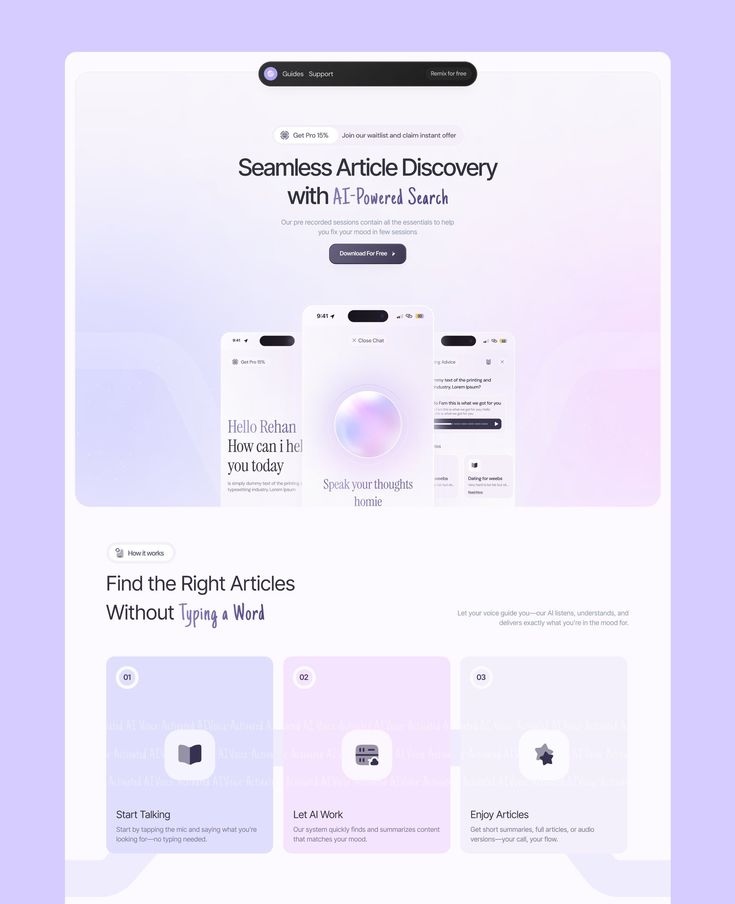 Guides Support
Remix for free
Get Pro 15% Join our waitlist and claim instant offer
Seamless Article Discovery
with AI-Powered Search
Our pre recorded sessions contain all the essentials to help
you fix your mood in few sessions
Download For Free
9:41
Get Pro 15%
Hello Rehan
How can i hel
you today
is simply dummy text of the printing
typesetting industry. Lorem Ipsum
9:41
Close Chat
Speak your thoughts
homie
ng Advice
mmy text of the printing and
industry. Lorem Ipsum?
Fam this is what we got for you
Dating for weebs
How it works
Find the Right Articles
Without Typing a Word
Let your voice guide you—our AI listens, understands, and
delivers exactly what you're in the mood for.
01
Start Talking
Start by tapping the mic and saying what you're
looking for—no typing needed.
02
Let AI Work
Our system quickly finds and summarizes content
that matches your mood.
03
Enjoy Articles
Get short summaries, full articles, or audio
versions—your call, your flow.